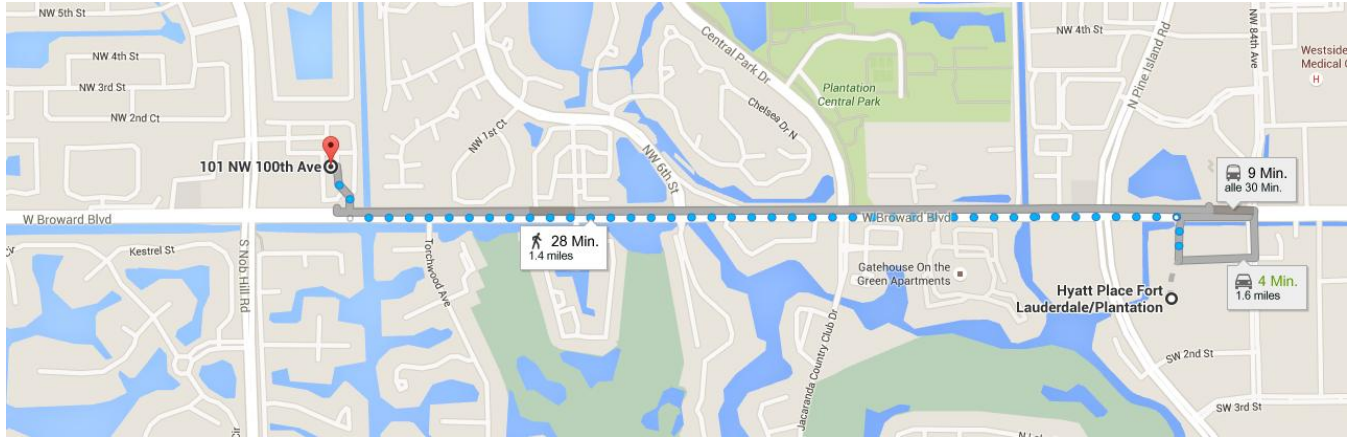 NW 5th St
NW 4th St
NW 4th St
NW 3rd St
NW 2nd Ct
101 NW 100th Ave
W Broward Blvd
Kestrel St
S Nob Hill Rd
Torchwood Ave
NW 1st Ct
NW 6th St
28 Min.
1.4 miles
Central Park Dr
Plantation
Central Park
Chelsea Dr N
W Broward Blvd
Gatehouse On the
Green Apartments
Jacaranda Country Club Dr
N Pine Island Rd
NW 84th Ave
Westside
Medical
H
9 Min.
alle 30 Min.
4 Min.
1.6 miles
Hyatt Place Fort
Lauderdale/Plantation
SW 2nd St
SW 3rd St